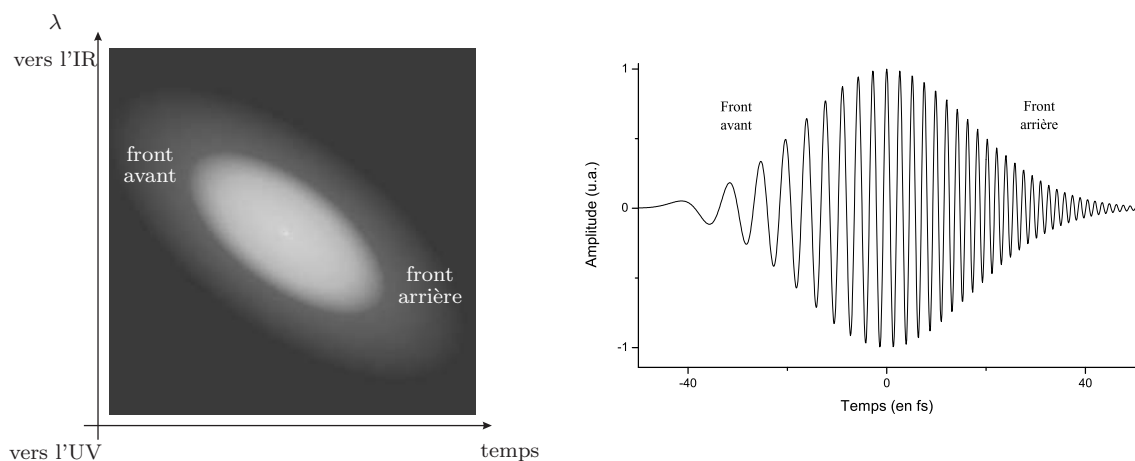 λ
vers l'IR
front
avant
front
arrière
vers l'UV
temps
Amplitude (u.a.)
1
0
-1
Front
avant
Front
arrière
-40
0
40
Temps (en fs)